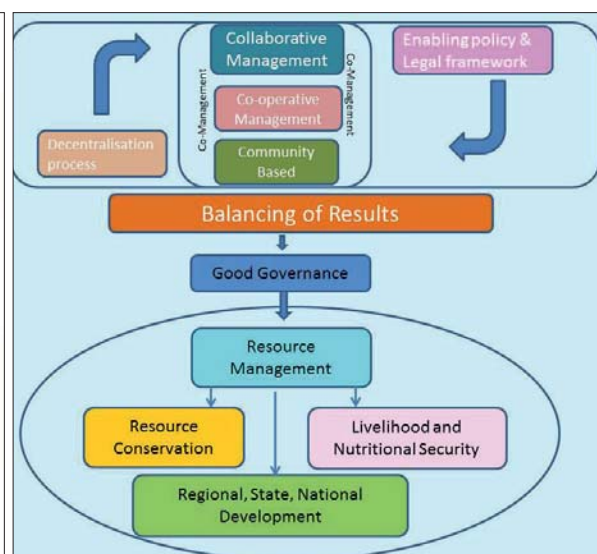 Collaborative
Management
Enabling policy &
Legal framework
Co-Management
Co-Management
Co-operative
Management
Decentralisation
process
Community
Based
Balancing of Results
Good Governance
Resource
Management
Resource
Conservation
Livelihood and
Nutritional Security
Regional, State, National
Development